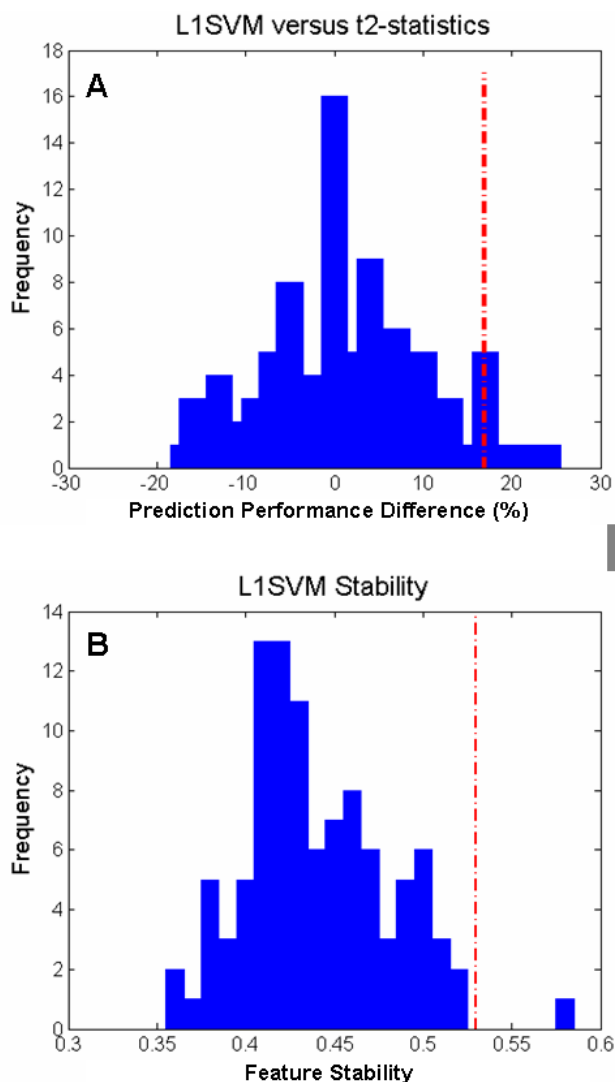 L1SVM versus t2-statistics
A
Frequency
18
16
14
12
10
8
6
4
2
0
-30 -20 -10 0 10 20 30
Prediction Performance Difference (%)
L1SVM Stability
B
Frequency
14
12
10
8
6
4
2
0
0.3 0.35 0.4 0.45 0.5 0.55 0.6
Feature Stability